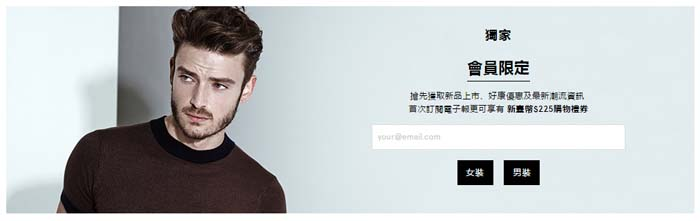 獨家
會員限定
搶先獲取新品上市、好康優惠及最新潮流資訊
首次訂閱電子報更可享有 新臺幣$225購物禮券
your@email.com
女裝 男裝